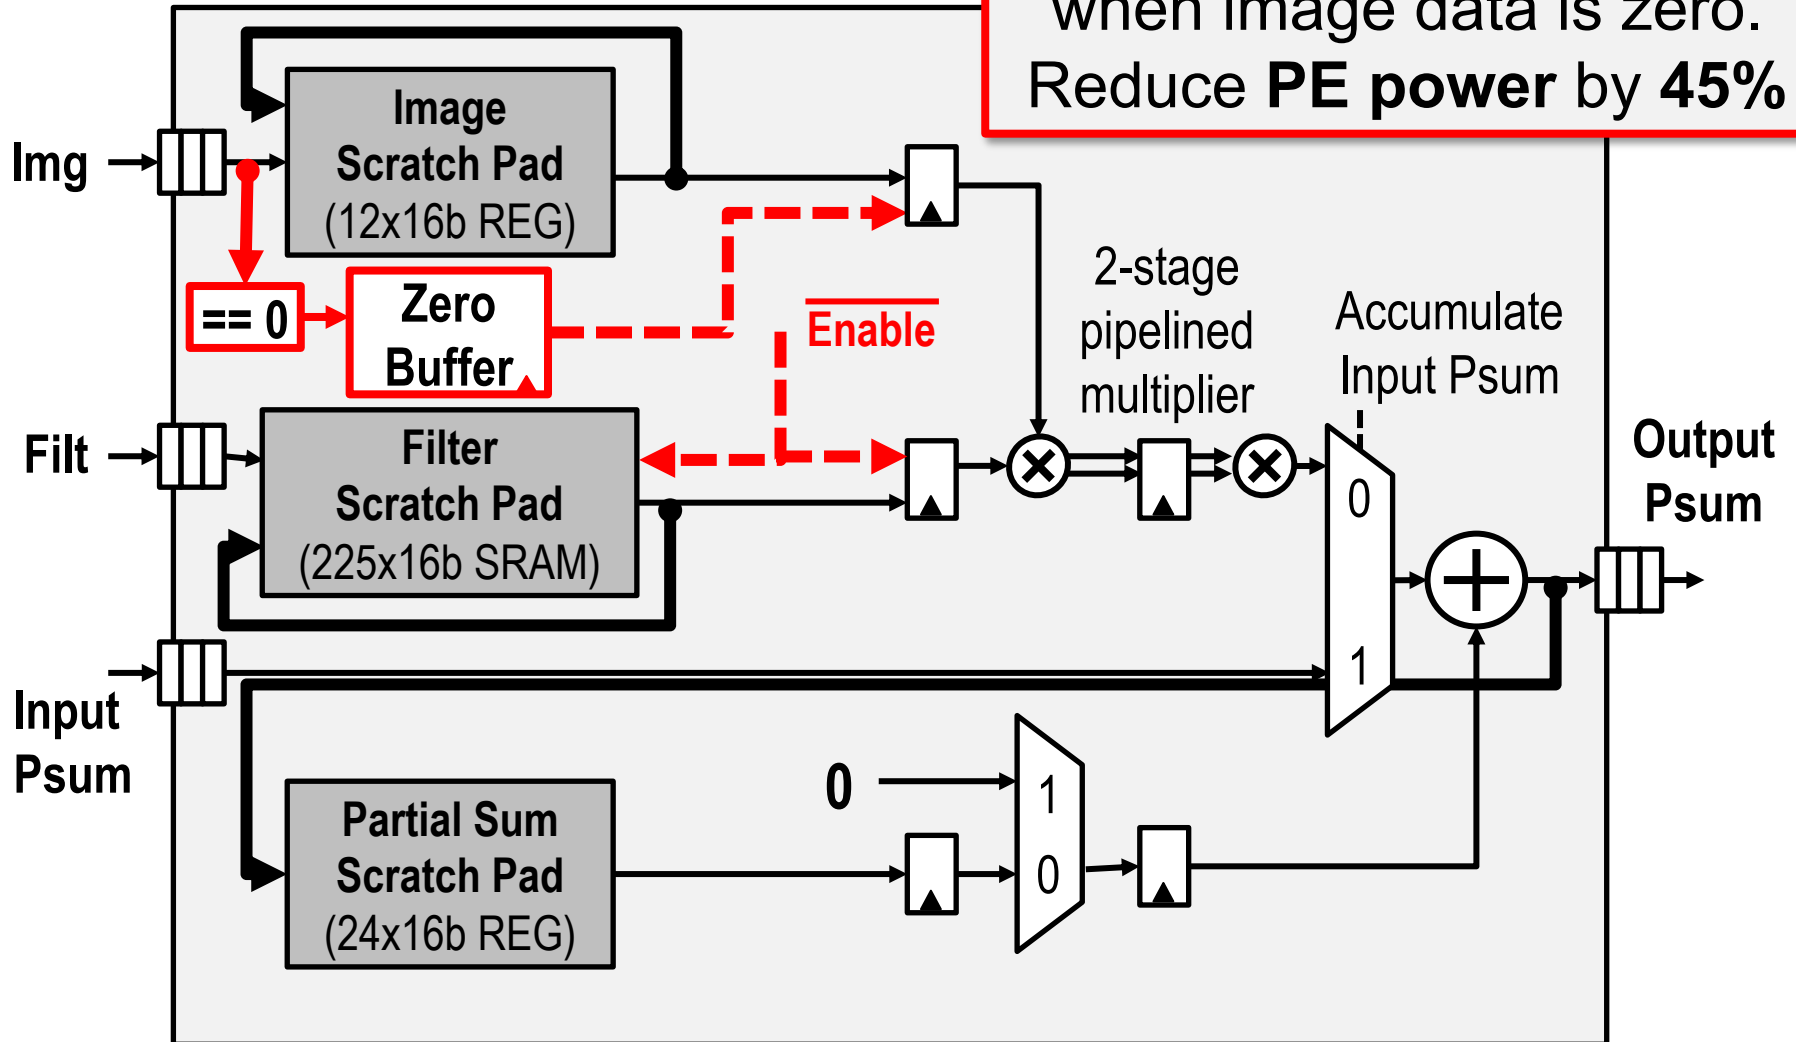 when image data is zero.
Reduce PE power by 45%
Image
Scratch Pad
(12x16b REG)
Img
== 0
Zero
Buffer
Enable
2-stage
pipelined
multiplier
Accumulate
Input Psum
Filt
Filter
Scratch Pad
(225x16b SRAM)
0
1
Output
Psum
Input
Psum
Partial Sum
Scratch Pad
(24x16b REG)
0
1
0